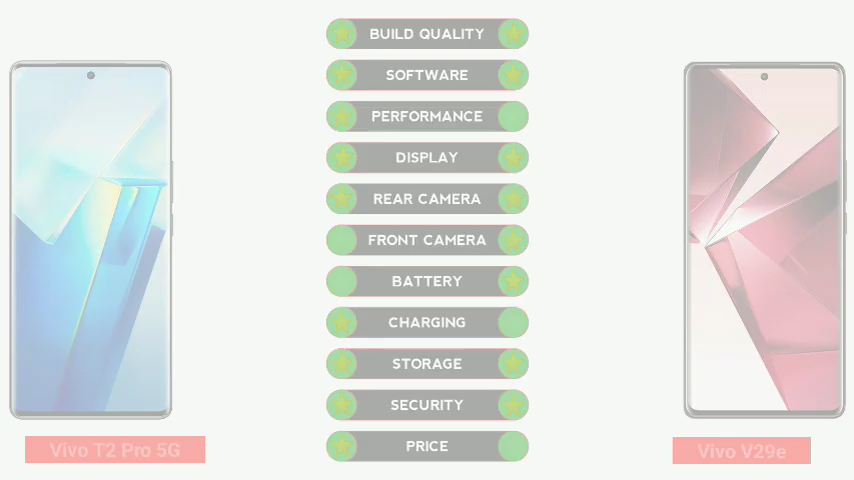 BUILD QUALITY
SOFTWARE
PERFORMANCE
DISPLAY
REAR CAMERA
FRONT CAMERA
BATTERY
CHARGING
STORAGE
SECURITY
PRICE
Vivo T2 Pro 5G
Vivo V29e